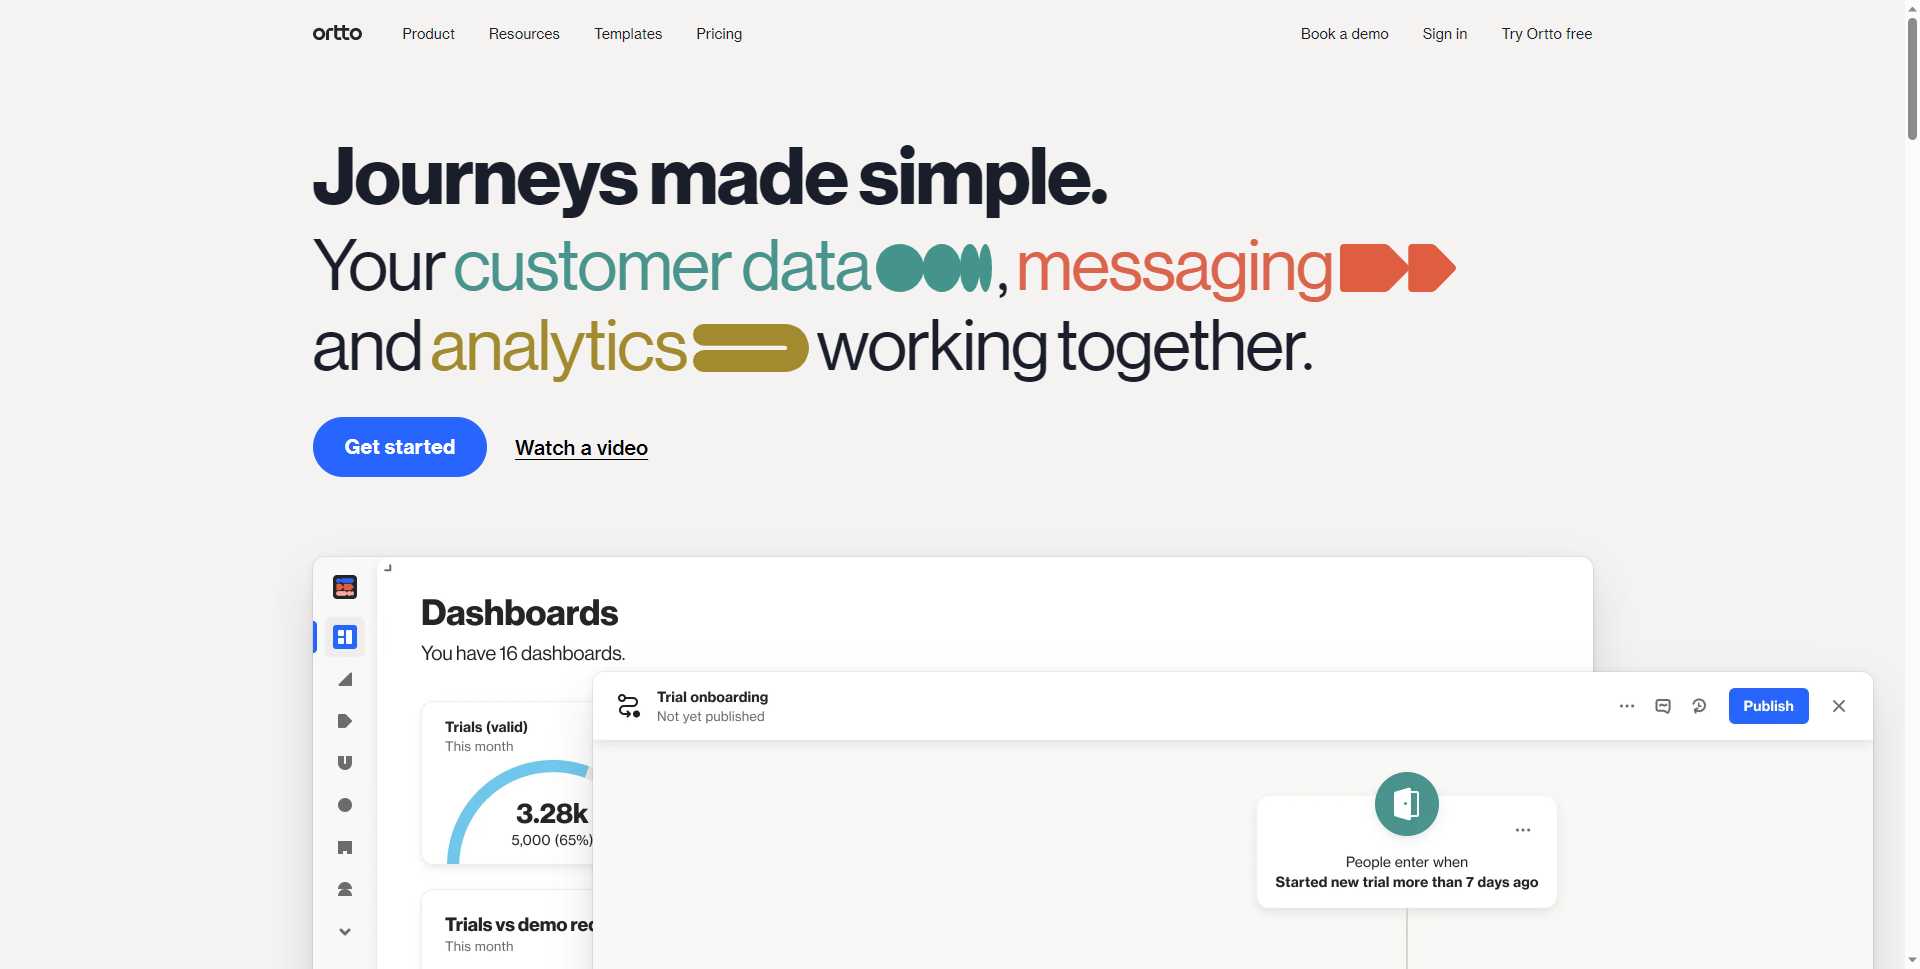 ortto Product Resources Templates Pricing Book a demo Sign in Try Ortto free
Journeys made simple.
Your customer data, messaging
and analytics working together.
Get started Watch a video
Dashboards
You have 16 dashboards.
Trial onboarding
Not yet published
Publish
Trials (valid)
This month
3.28k
5,000 (65%)
People enter when
Started new trial more than 7 days ago
Trials vs demo rec
This month